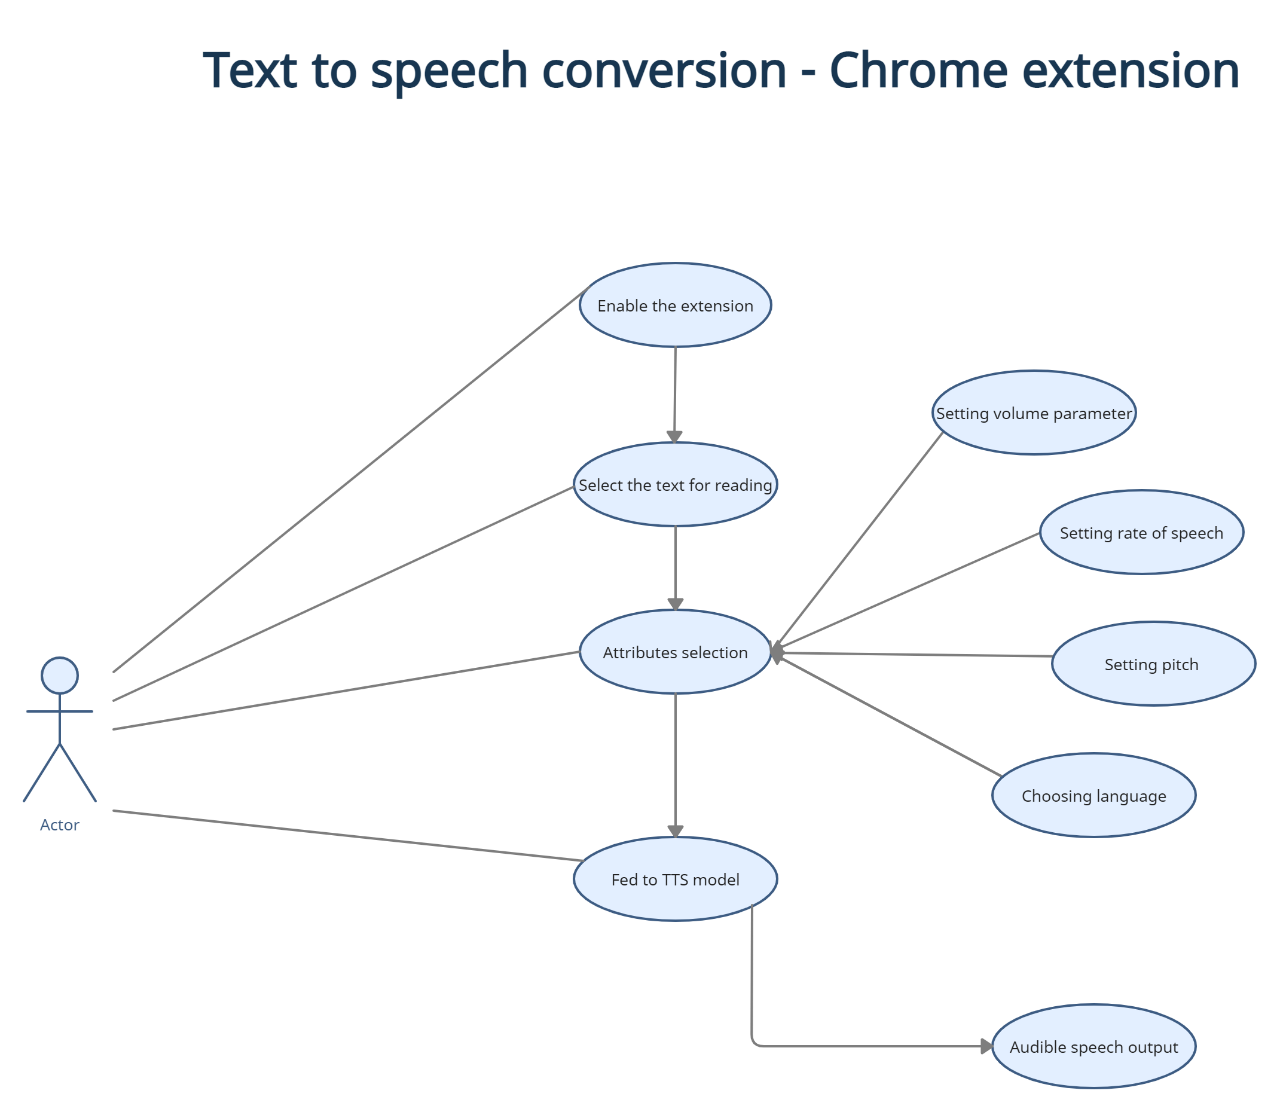 Text to speech conversion - Chrome extension
Enable the extension
Setting volume parameter
Select the text for reading
Setting rate of speech
Attributes selection
Setting pitch
Choosing language
Actor
Fed to TTS model
Audible speech output